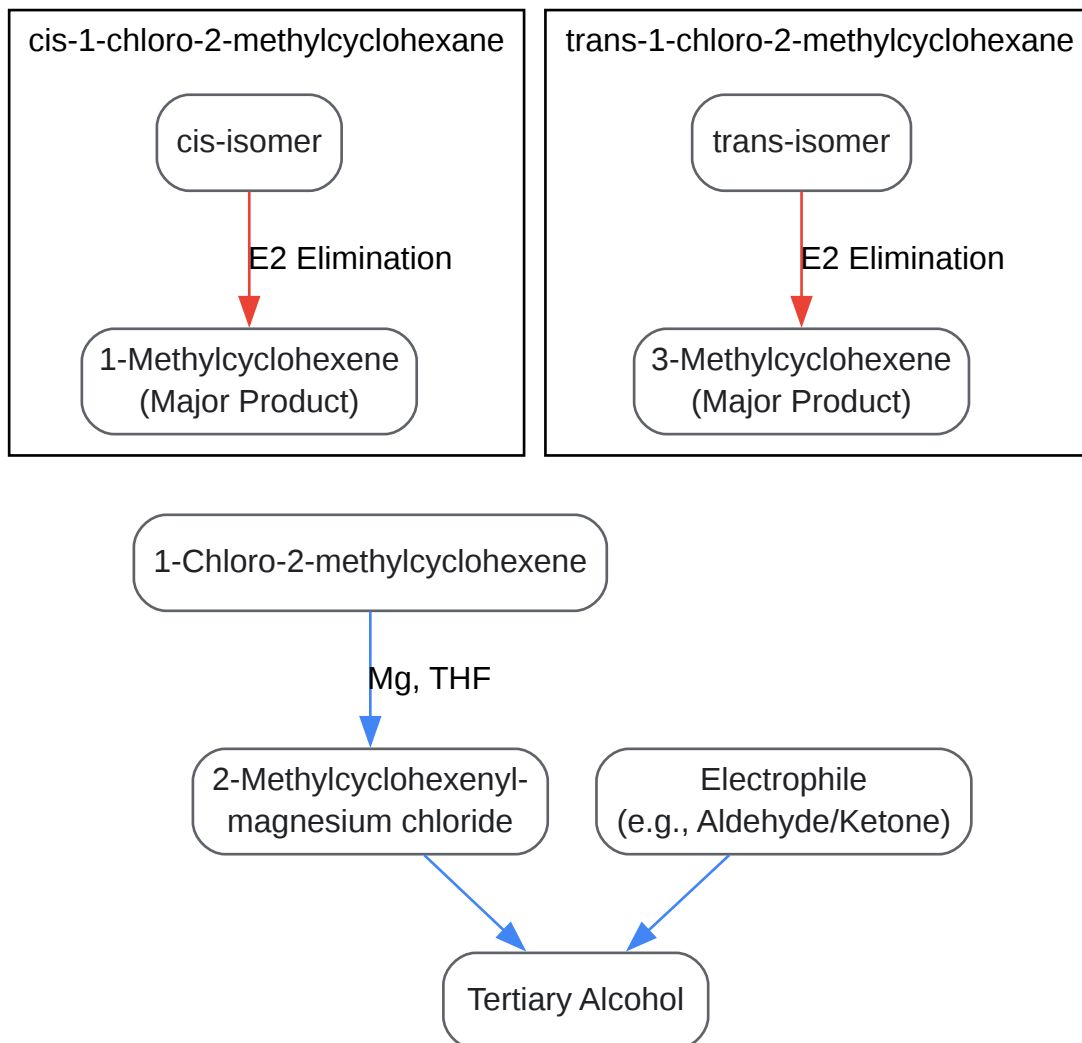 cis-1-chloro-2-methylcyclohexane
cis-isomer
E2 Elimination
1-Methylcyclohexene
(Major Product)
trans-1-chloro-2-methylcyclohexane
trans-isomer
E2 Elimination
3-Methylcyclohexene
(Major Product)
1-Chloro-2-methylcyclohexene
Mg, THF
2-Methylcyclohexenyl-
magnesium chloride
Electrophile
(e.g., Aldehyde/Ketone)
Tertiary Alcohol